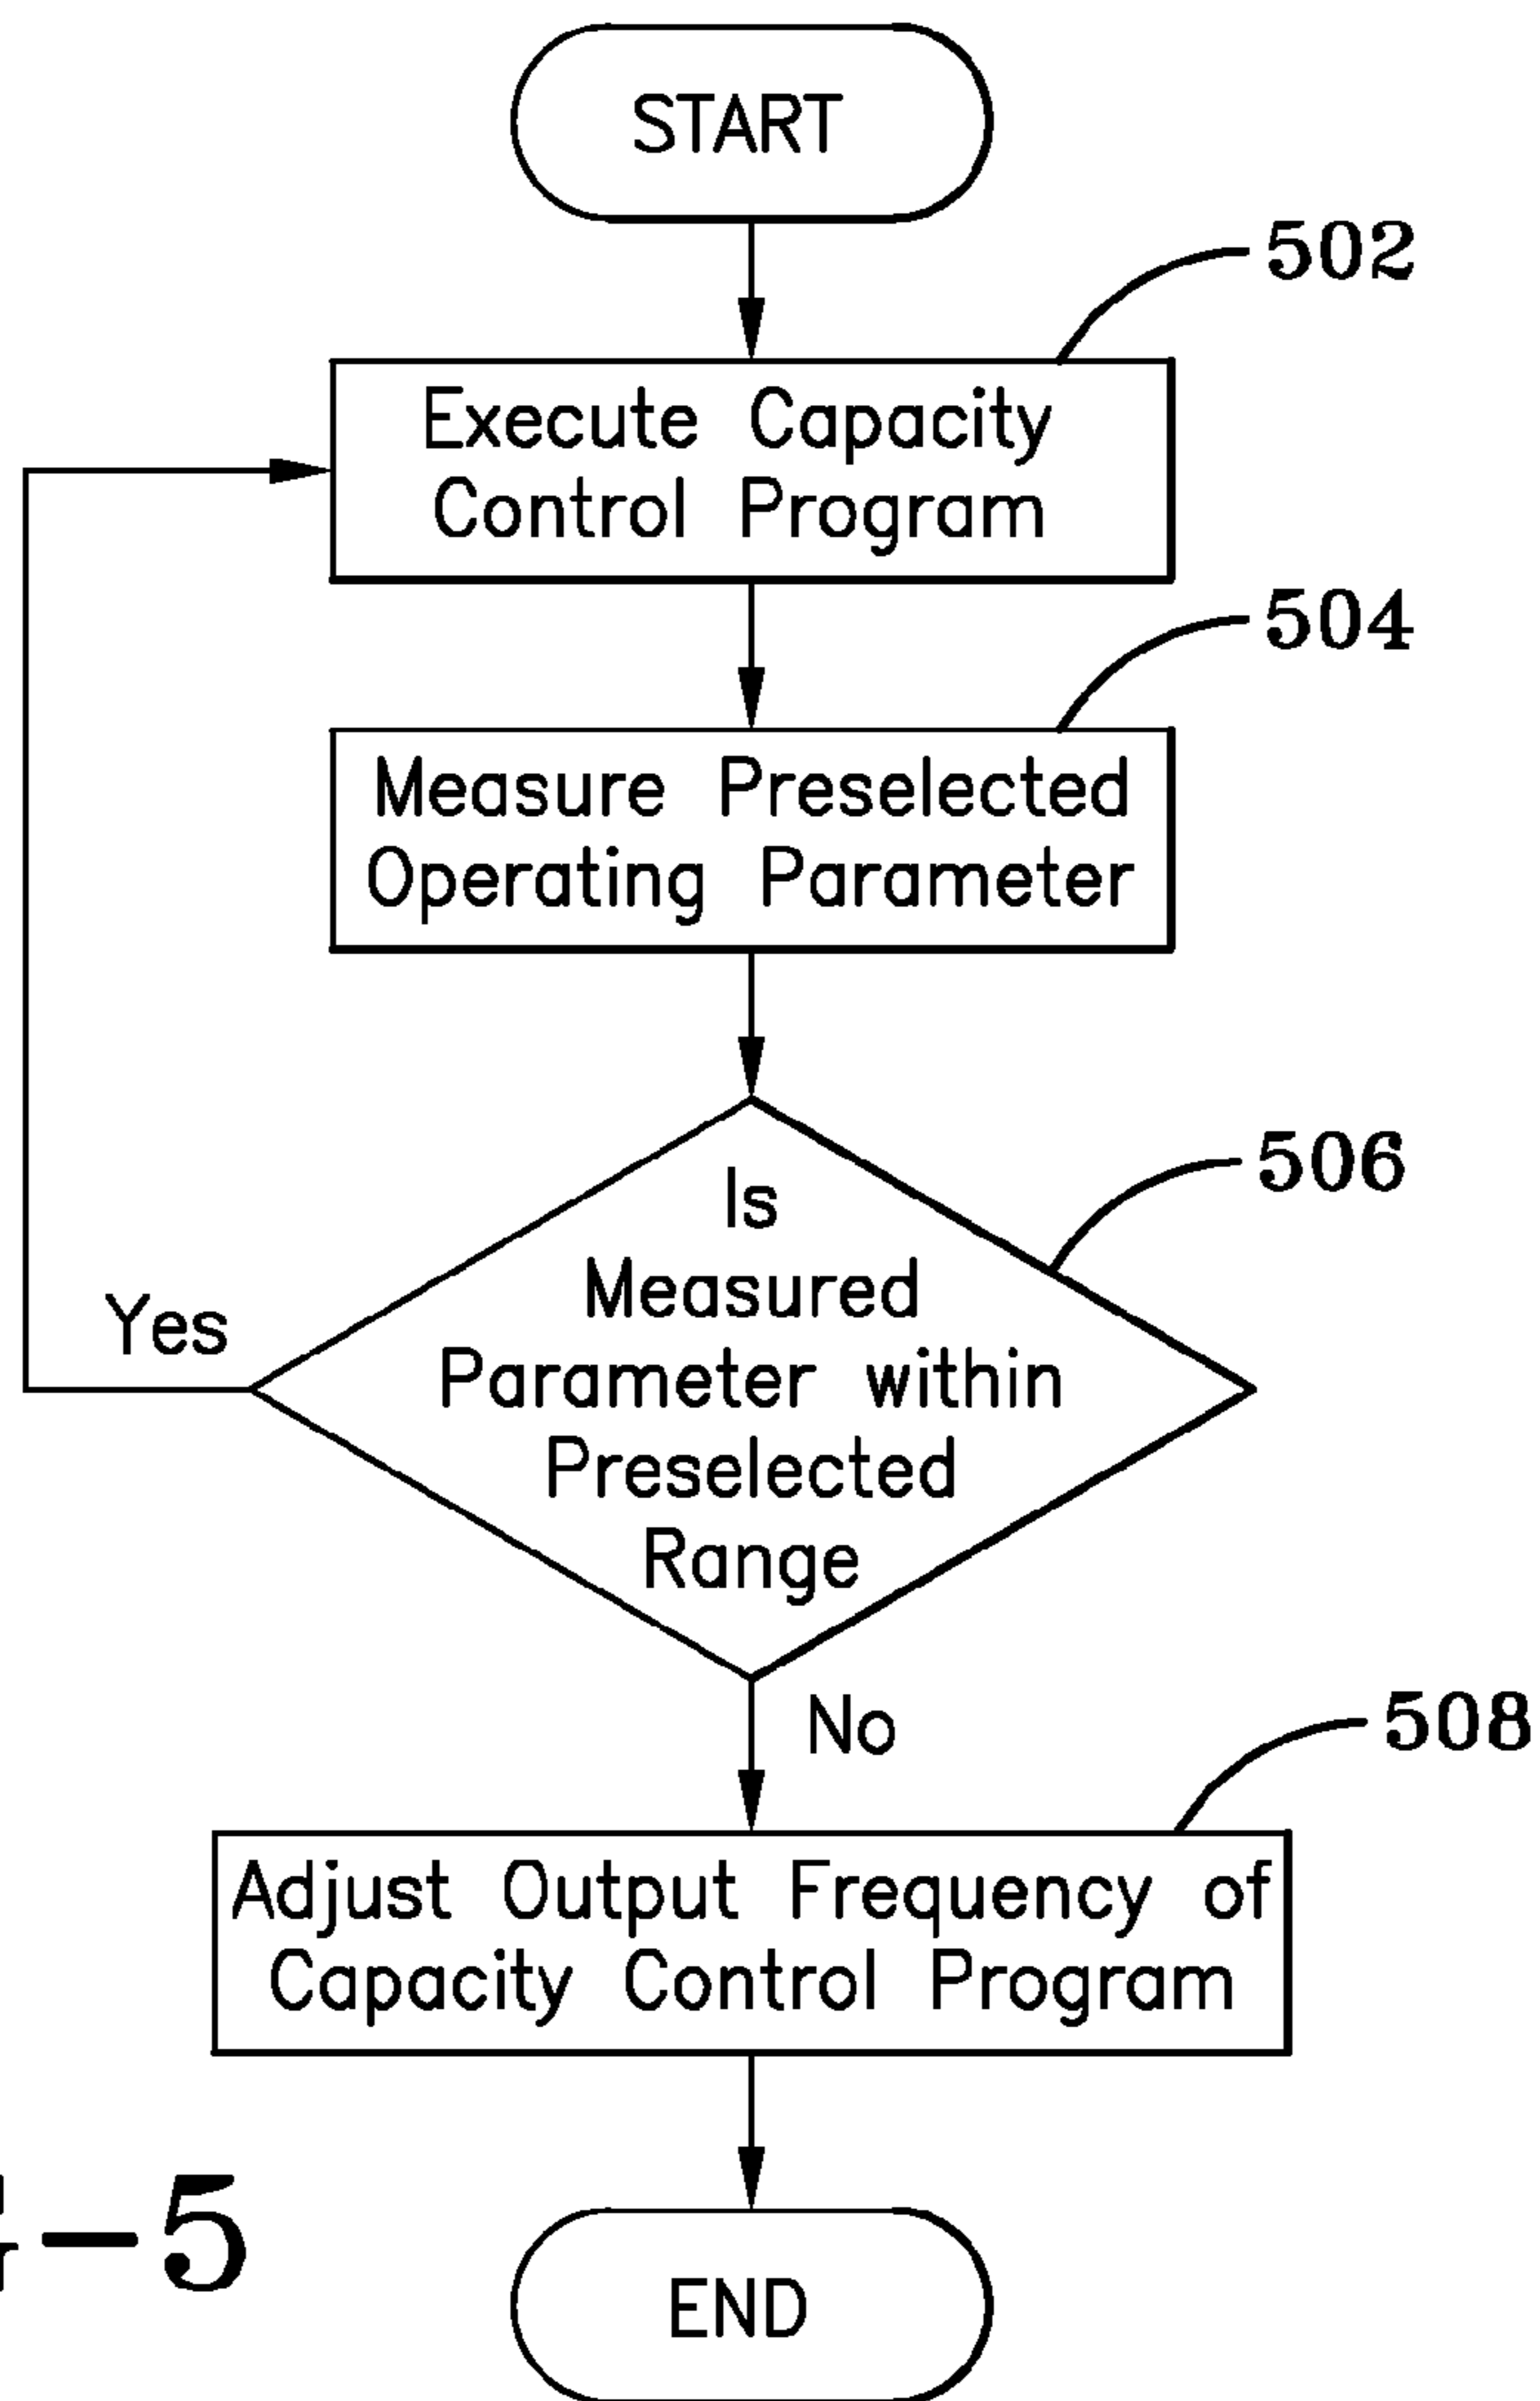 START
502
Execute Capacity
Control Program
504
Measure Preselected
Operating Parameter
506
Is
Measured
Parameter within
Preselected
Range
Yes
No
508
Adjust Output Frequency of
Capacity Control Program
-5
END